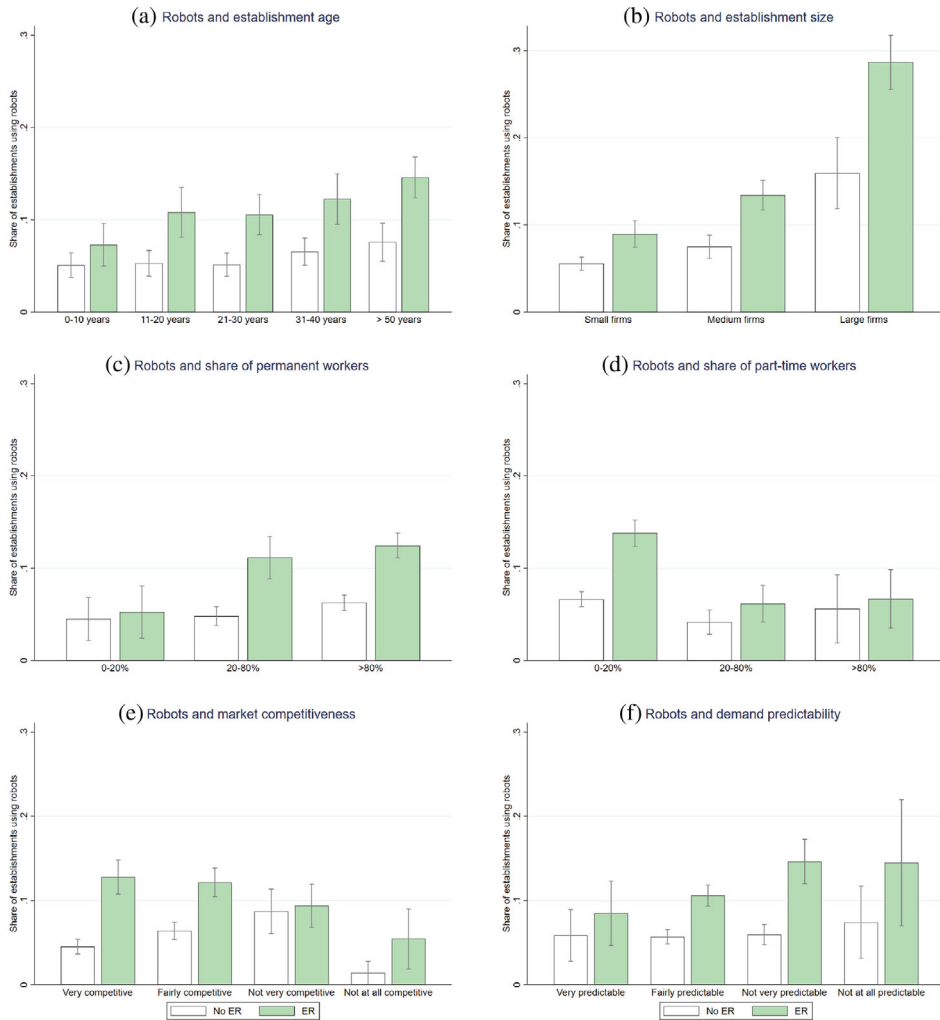 (a) Robots and establishment age
Share of establishments using robots
0 .1 .2 .3
0-10 years 11-20 years 21-30 years 31-40 years > 50 years
(b) Robots and establishment size
Share of establishments using robots
0 .1 .2 .3
Small firms Medium firms Large firms
(c) Robots and share of permanent workers
Share of establishments using robots
0 .1 .2 .3
0-20% 20-80% >80%
(d) Robots and share of part-time workers
Share of establishments using robots
0 .1 .2 .3
0-20% 20-80% >80%
(e) Robots and market competitiveness
Share of establishments using robots
0 .1 .2 .3
Very competitive Fairly competitive Not very competitive Not at all competitive
No ER ER
(f) Robots and demand predictability
Share of establishments using robots
0 .1 .2 .3
Very predictable Fairly predictable Not very predictable Not at all predictable
No ER ER